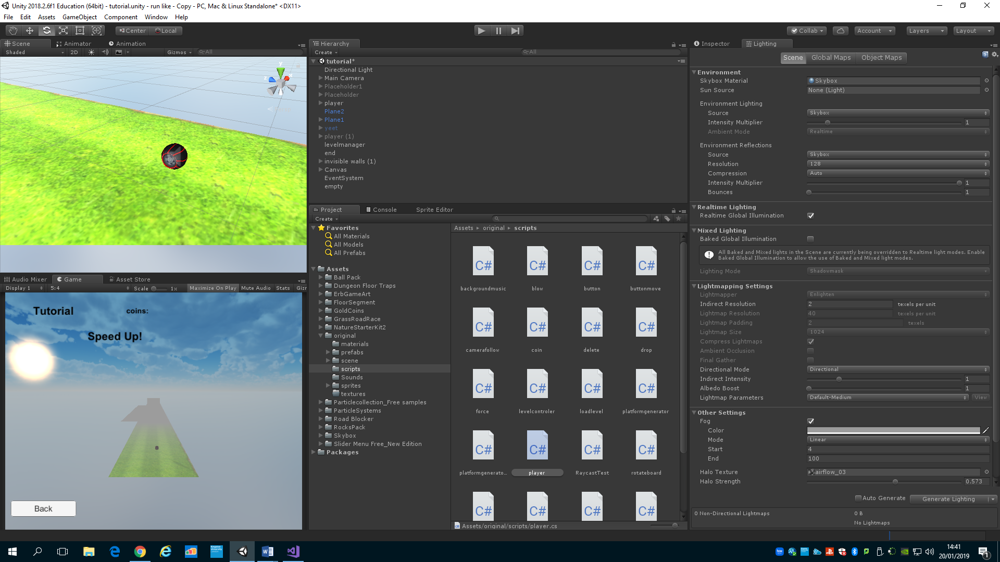 Unity 2018.2.6f1 Education (64bit) - tutorial.unity - run like - Copy - PC, Mac & Linux Standalone* <DX11>
File Edit Assets GameObject Component Window Help
Center Local
Collab Account Layers Layout
Scene Animator Animation
Shaded 2D Gizmos All
y
z x
Audio Mixer Game Asset Store
Display 1 5:4 Scale 1x Maximize On Play Mute Audio Stats Giz
Tutorial coins:
Speed Up!
Back
Hierarchy
Create All
tutorial*
Directional Light
Main Camera
Placeholder1
Placeholder
player
Plane2
Plane1
yeet
player (1)
levelmanager
end
invisible walls (1)
Canvas
EventSystem
empty
Project Console Sprite Editor
Create
Favorites
All Materials
All Models
All Prefabs
Assets
Ball Pack
Dungeon Floor Traps
ErbGameArt
FloorSegment
GoldCoins
GrassRoadRace
NatureStarterKit2
original
materials
prefabs
scene
scripts
Sounds
sprites
textures
Particlecollection_Free samples
ParticleSystems
Road Blocker
RocksPack
Skybox
Slider Menu Free_New Edition
Packages
Assets original scripts
C# C# C# C#
backgroundmusic blow button buttonmove
C# C# C# C#
camerafollow coin delete drop
C# C# C# C#
force levelcontroler loadlevel platformgenerator
C# C# C# C#
platformgenerato... player RaycastTest rotateboard
C# C# C# C#
Assets/original/scripts/player.cs
Inspector Lighting
Scene Global Maps Object Maps
Environment
Skybox Material Skybox
Sun Source None (Light)
Environment Lighting
Source Skybox
Intensity Multiplier 1
Ambient Mode Realtime
Environment Reflections
Source Skybox
Resolution 128
Compression Auto
Intensity Multiplier 1
Bounces 1
Realtime Lighting
Realtime Global Illumination
Mixed Lighting
Baked Global Illumination
All Baked and Mixed lights in the Scene are currently being overridden to Realtime light modes. Enable
Baked Global Illumination to allow the use of Baked and Mixed light modes.
Lighting Mode Shadowmask
Lightmapping Settings
Lightmapper Enlighten
Indirect Resolution 2 texels per unit
Lightmap Resolution 40 texels per unit
Lightmap Padding 2 texels
Lightmap Size 1024
Compress Lightmaps
Ambient Occlusion
Final Gather
Directional Mode Directional
Indirect Intensity 1
Albedo Boost 1
Lightmap Parameters Default-Medium View
Other Settings
Fog
Color
Mode Linear
Start 4
End 100
Halo Texture airflow_03
Halo Strength 0.573
Auto Generate Generate Lighting
0 Non-Directional Lightmaps 0 B
No Lightmaps
14:41
20/01/2019
1